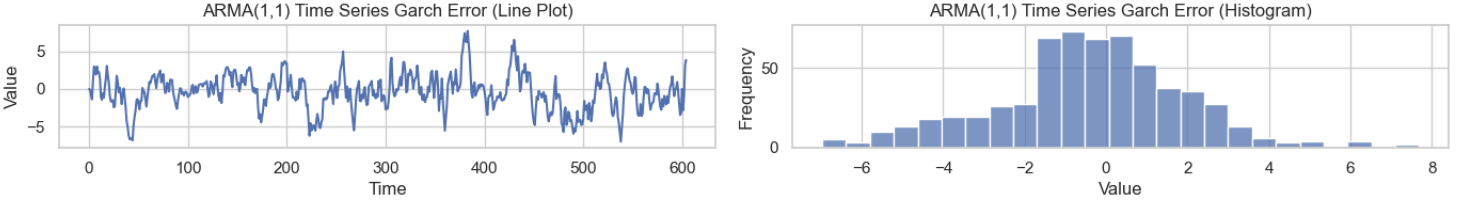 ARMA(1,1) Time Series Garch Error (Line Plot)
Value
5
0
−5
0 100 200 300 400 500 600
Time
ARMA(1,1) Time Series Garch Error (Histogram)
Frequency
50
0
−6 −4 −2 0 2 4 6 8
Value